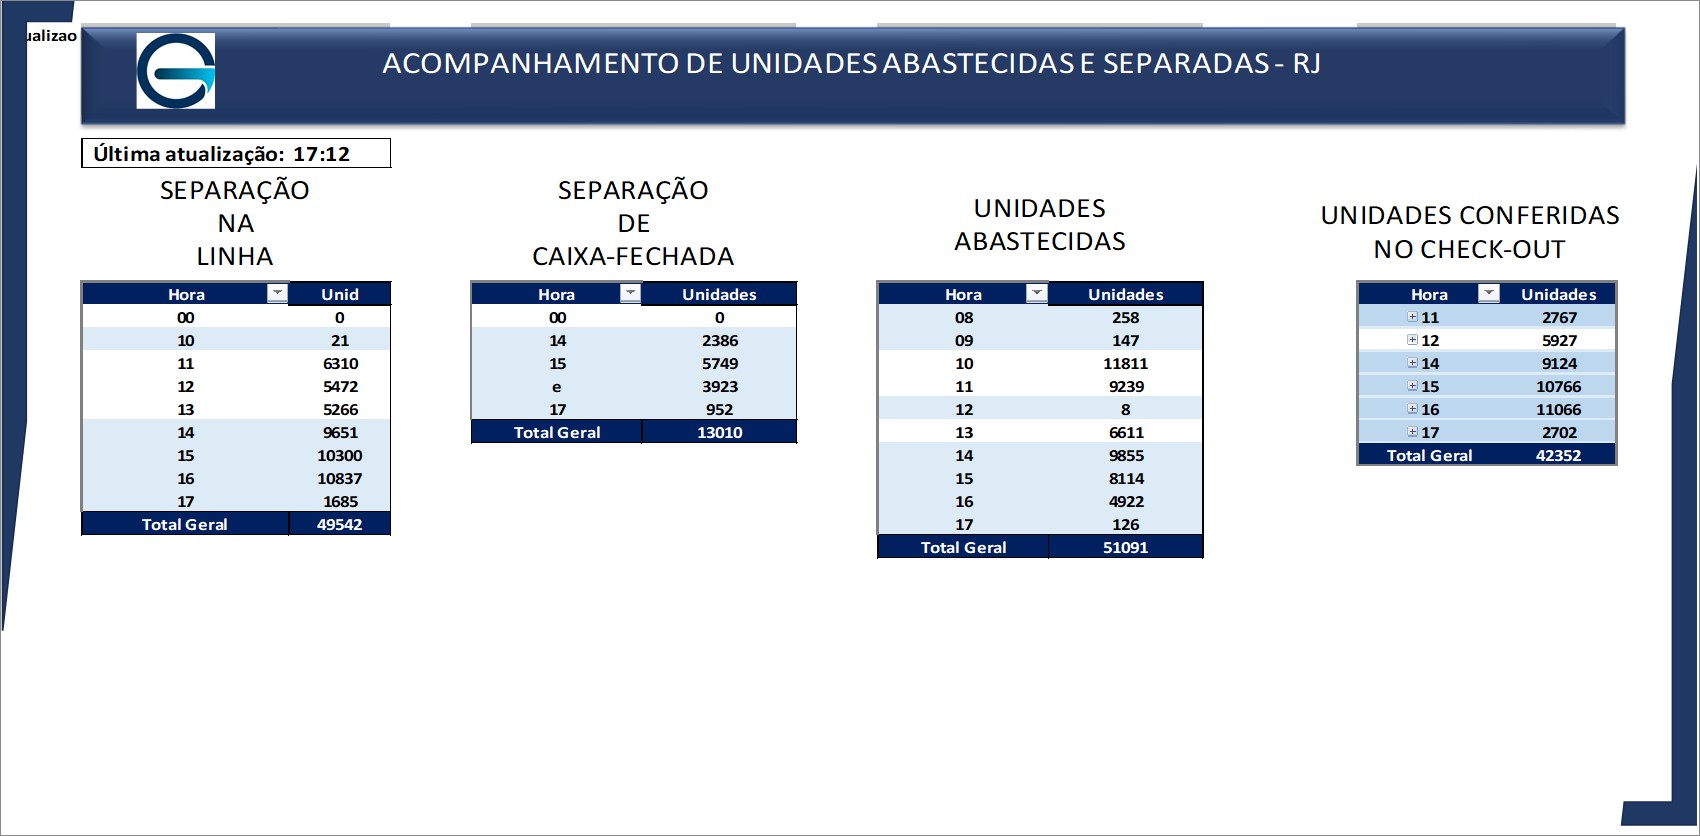 ualizao
ACOMPANHAMENTO DE UNIDADES ABASTECIDAS E SEPARADAS - RJ
Última atualização: 17:12
SEPARAÇÃO
NA
LINHA
Hora Unid
00 0
10 21
11 6310
12 5472
13 5266
14 9651
15 10300
16 10837
17 1685
Total Geral 49542
SEPARAÇÃO
DE
CAIXA-FECHADA
Hora Unidades
00 0
14 2386
15 5749
e 3923
17 952
Total Geral 13010
UNIDADES
ABASTECIDAS
Hora Unidades
08 258
09 147
10 11811
11 9239
12 8
13 6611
14 9855
15 8114
16 4922
17 126
Total Geral 51091
UNIDADES CONFERIDAS
NO CHECK-OUT
Hora Unidades
11 2767
12 5927
14 9124
15 10766
16 11066
17 2702
Total Geral 42352